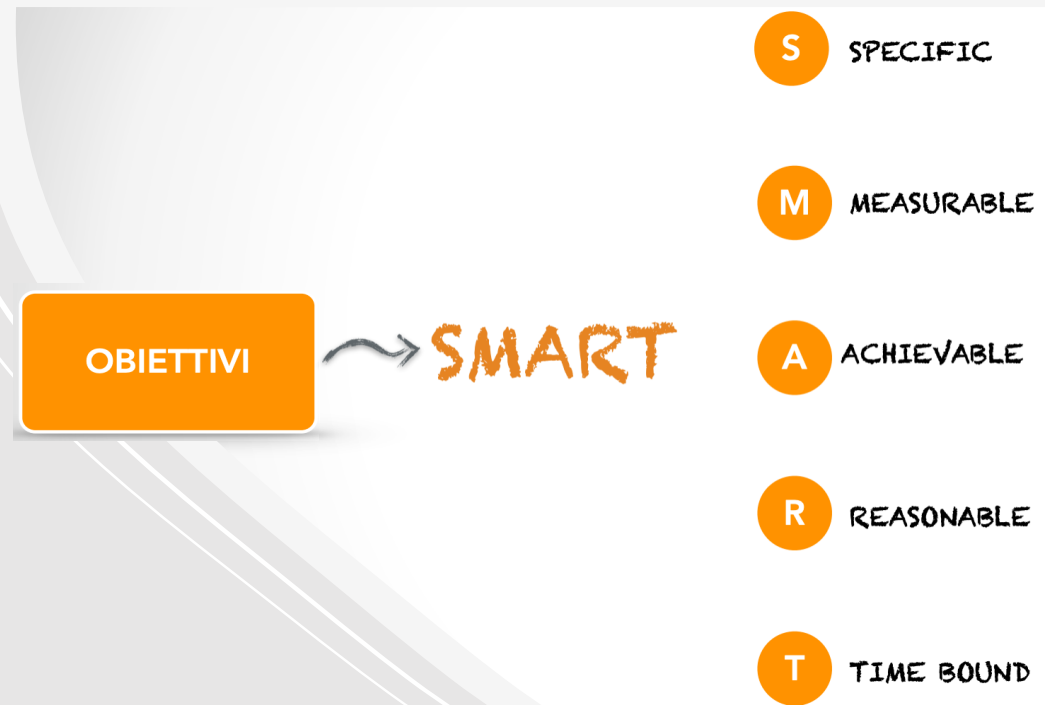 OBIETTIVI
SMART
S SPECIFIC
M MEASURABLE
A ACHIEVABLE
R REASONABLE
T TIME BOUND